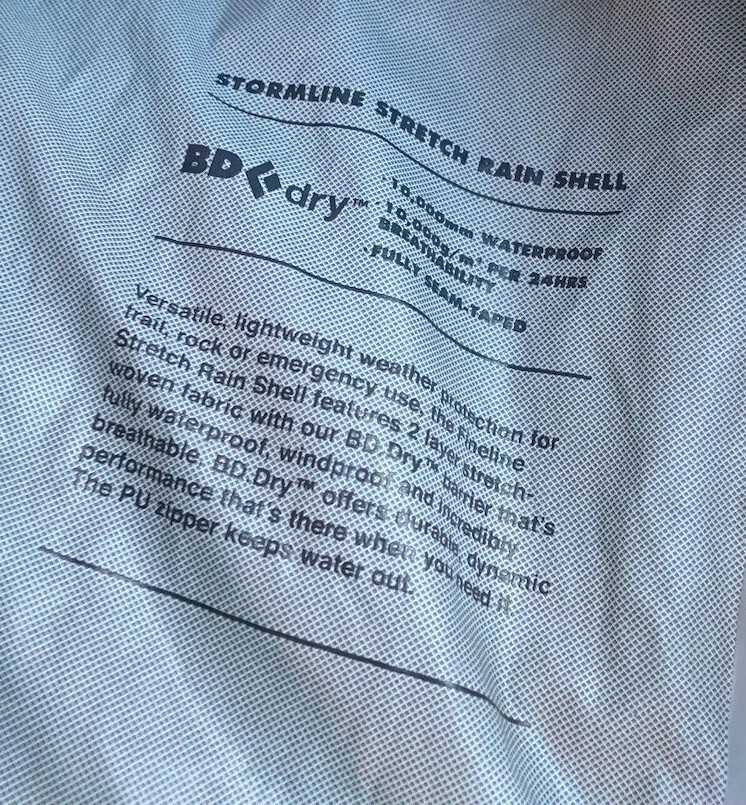 STORMLINE STRETCH RAIN SHELL
BD dry™
· 10,000mm WATERPROOF
· 10,000g/m² PER 24HRS
BREATHABILITY
· FULLY SEAM-TAPED
Versatile, lightweight weather protection for
trail, rock or emergency use, the Fineline
Stretch Rain Shell features 2 layer stretch-
woven fabric with our BD.Dry™ barrier that's
fully waterproof, windproof and incredibly
breathable. BD.Dry™ offers durable, dynamic
performance that's there when you need it.
The PU zipper keeps water out.